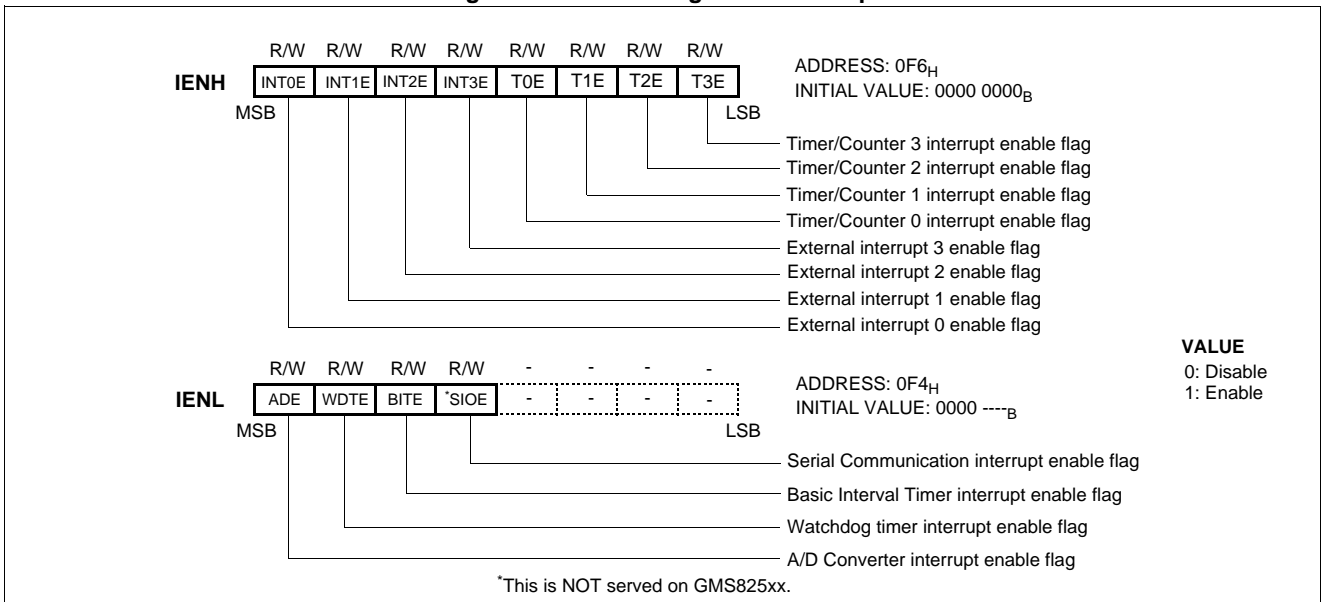 R/W R/W R/W R/W R/W R/W R/W R/W
IENH INT0E INT1E INT2E INT3E T0E T1E T2E T3E
MSB LSB
ADDRESS: 0F6H
INITIAL VALUE: 0000 0000B
Timer/Counter 3 interrupt enable flag
Timer/Counter 2 interrupt enable flag
Timer/Counter 1 interrupt enable flag
Timer/Counter 0 interrupt enable flag
External interrupt 3 enable flag
External interrupt 2 enable flag
External interrupt 1 enable flag
External interrupt 0 enable flag
R/W R/W R/W R/W - - - -
IENL ADE WDTE BITE *SIOE - - - -
MSB LSB
ADDRESS: 0F4H
INITIAL VALUE: 0000 ----B
VALUE
0: Disable
1: Enable
Serial Communication interrupt enable flag
Basic Interval Timer interrupt enable flag
Watchdog timer interrupt enable flag
A/D Converter interrupt enable flag
*This is NOT served on GMS825xx.